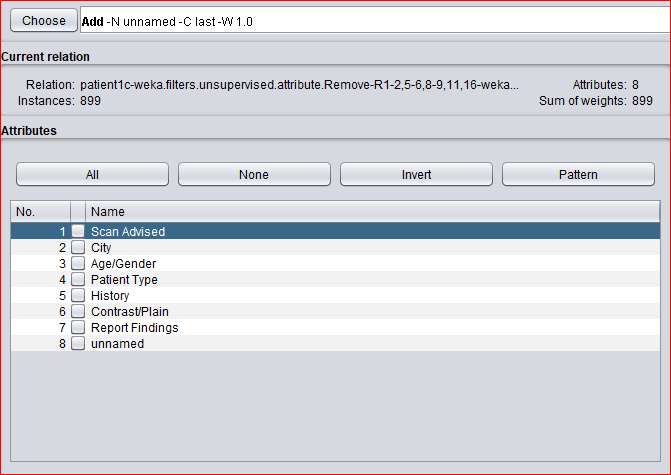 Choose Add -N unnamed -C last -W 1.0
Current relation
Relation: patient1c-weka.filters.unsupervised.attribute.Remove-R1-2,5-6,8-9,11,16-weka... Attributes: 8
Instances: 899 Sum of weights: 899
Attributes
All None Invert Pattern
No. Name
1 Scan Advised
2 City
3 Age/Gender
4 Patient Type
5 History
6 Contrast/Plain
7 Report Findings
8 unnamed